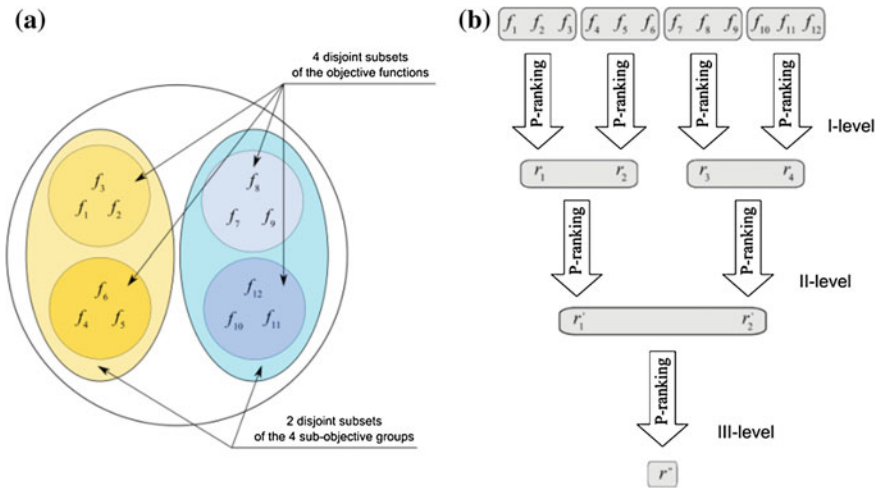 (a)
4 disjoint subsets
of the objective functions
f₃
f₁ f₂
f₆
f₄ f₅
f₈
f₇ f₉
f₁₂
f₁₀ f₁₁
2 disjoint subsets
of the 4 sub-objective groups
(b)
f₁ f₂ f₃ f₄ f₅ f₆ f₇ f₈ f₉ f₁₀ f₁₁ f₁₂
P-ranking P-ranking P-ranking P-ranking
I-level
r₁ r₂ r₃ r₄
P-ranking P-ranking
II-level
r₁' r₂'
P-ranking
III-level
r"